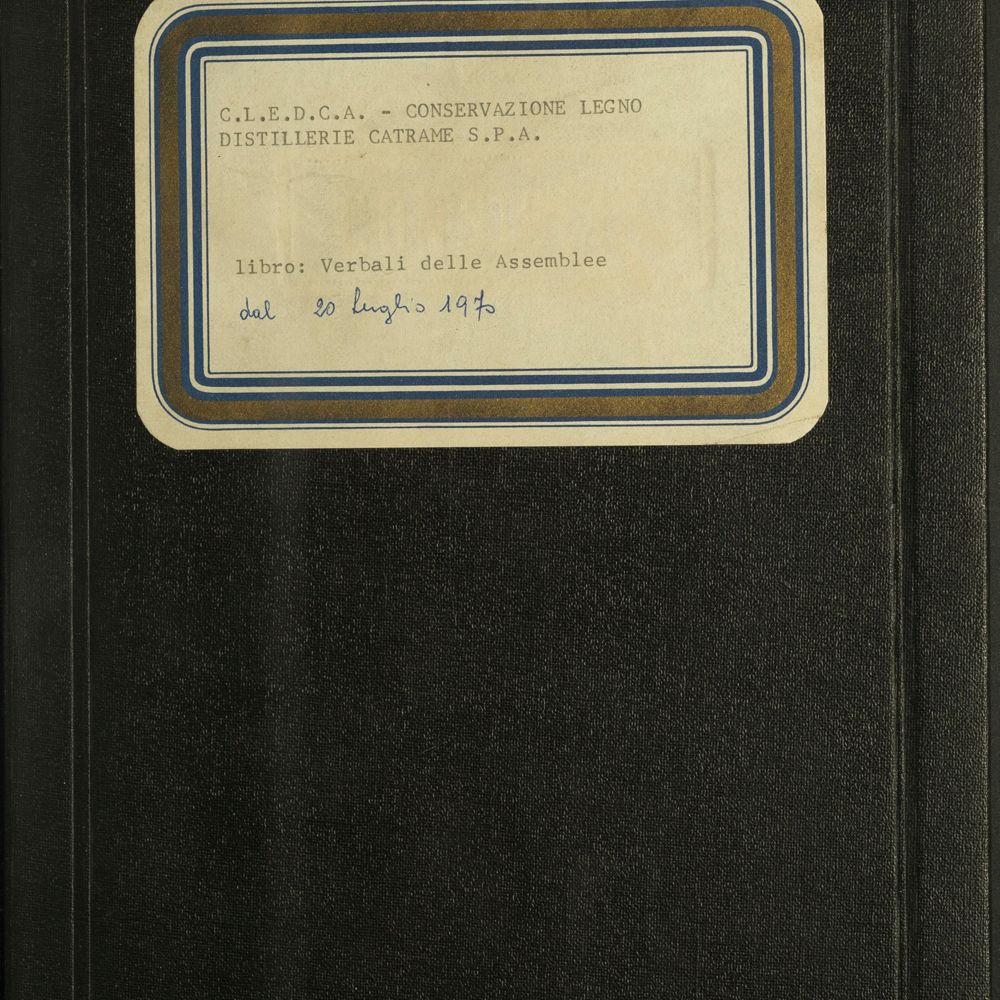 C.L.E.D.C.A. - CONSERVAZIONE LEGNO
DISTILLERIE CATRAME S.P.A.
libro: Verbali delle Assemblee
dal 20 Luglio 1970